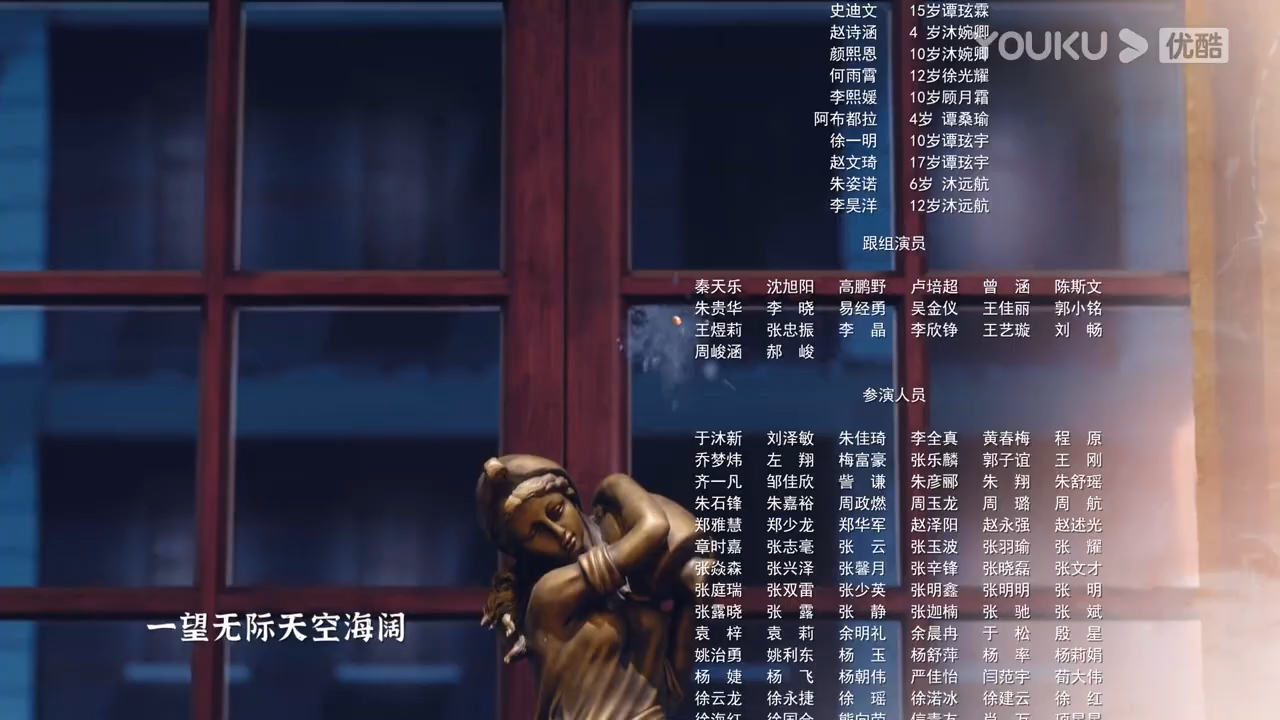 史迪文 15岁谭玹霖
赵诗涵 4 岁沐婉卿
颜熙恩 10岁沐婉卿
YOUKU 优酷
何雨霄 12岁徐光耀
李熙媛 10岁顾月霜
阿布都拉 4岁 谭桑瑜
徐一明 10岁谭玹宇
赵文琦 17岁谭玹宇
朱姿诺 6岁 沐远航
李昊洋 12岁沐远航
跟组演员
秦天乐 沈旭阳 高鹏野 卢培超 曾 涵 陈斯文
朱贵华 李 晓 易经勇 吴金仪 王佳丽 郭小铭
王煜莉 张忠振 李 晶 李欣铮 王艺璇 刘 畅
周峻涵 郝 峻
参演人员
于沐新 刘泽敏 朱佳琦 李全真 黄春梅 程 原
乔梦炜 左 翔 梅富豪 张乐麟 郭子谊 王 刚
齐一凡 邹佳欣 訾 谦 朱彦郦 朱 翔 朱舒瑶
朱石锋 朱嘉裕 周政燃 周玉龙 周 璐 周 航
郑雅慧 郑少龙 郑华军 赵泽阳 赵永强 赵述光
章时嘉 张志毫 张 云 张玉波 张羽瑜 张 耀
张焱森 张兴泽 张馨月 张辛锋 张晓磊 张文才
张庭瑞 张双雷 张少英 张明鑫 张明明 张 明
张露晓 张 露 张 静 张迦楠 张 驰 张 斌
袁 梓 袁 莉 余明礼 余晨冉 于 松 殷 星
姚治勇 姚利东 杨 玉 杨舒萍 杨 率 杨莉娟
杨 婕 杨 飞 杨朝伟 严佳怡 闫范宇 荀大伟
徐云龙 徐永捷 徐 瑶 徐渃冰 徐建云 徐 红
一望无际天空海阔